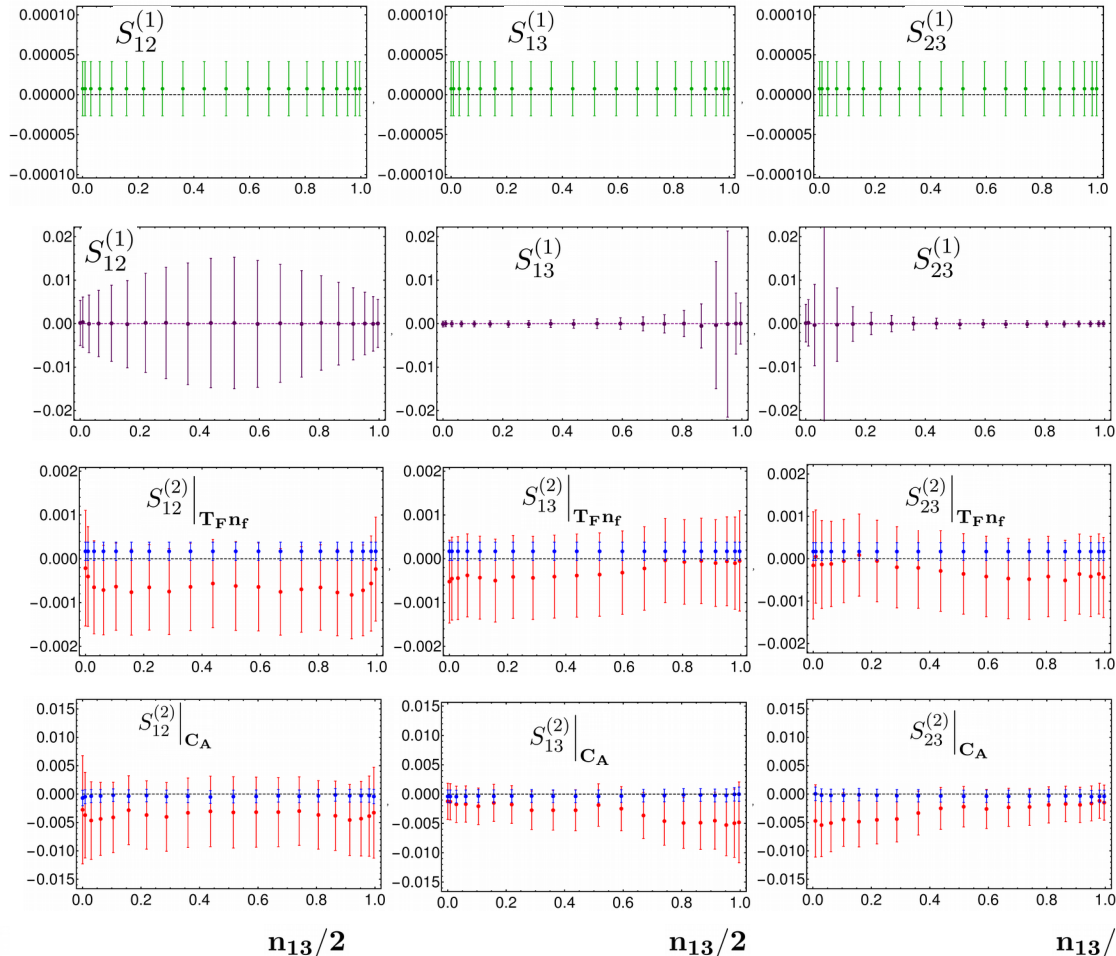 S_{12}^{(1)} S_{13}^{(1)} S_{23}^{(1)}
0.00010 0.00010 0.00010
0.00005 0.00005 0.00005
0.00000 0.00000 0.00000
−0.00005 −0.00005 −0.00005
−0.00010 −0.00010 −0.00010
0.0 0.2 0.4 0.6 0.8 1.0 0.0 0.2 0.4 0.6 0.8 1.0 0.0 0.2 0.4 0.6 0.8 1.0
S_{12}^{(1)} S_{13}^{(1)} S_{23}^{(1)}
0.02 0.02 0.02
0.01 0.01 0.01
0.00 0.00 0.00
−0.01 −0.01 −0.01
−0.02 −0.02 −0.02
0.0 0.2 0.4 0.6 0.8 1.0 0.0 0.2 0.4 0.6 0.8 1.0 0.0 0.2 0.4 0.6 0.8 1.0
S_{12}^{(2)}|_{T_F n_f} S_{13}^{(2)}|_{T_F n_f} S_{23}^{(2)}|_{T_F n_f}
0.002 0.002 0.002
0.001 0.001 0.001
0.000 0.000 0.000
−0.001 −0.001 −0.001
−0.002 −0.002 −0.002
0.0 0.2 0.4 0.6 0.8 1.0 0.0 0.2 0.4 0.6 0.8 1.0 0.0 0.2 0.4 0.6 0.8 1.0
S_{12}^{(2)}|_{C_A} S_{13}^{(2)}|_{C_A} S_{23}^{(2)}|_{C_A}
0.015 0.015 0.015
0.010 0.010 0.010
0.005 0.005 0.005
0.000 0.000 0.000
−0.005 −0.005 −0.005
−0.010 −0.010 −0.010
−0.015 −0.015 −0.015
0.0 0.2 0.4 0.6 0.8 1.0 0.0 0.2 0.4 0.6 0.8 1.0 0.0 0.2 0.4 0.6 0.8 1.0
n_{13}/2 n_{13}/2 n_{13}/